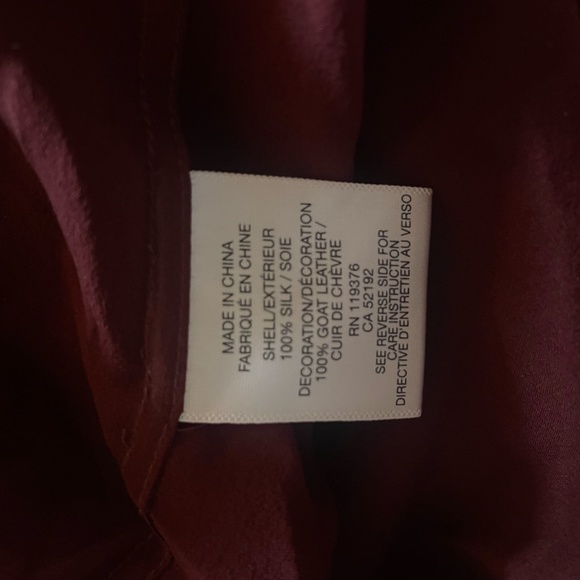 MADE IN CHINA
FABRIQUÉ EN CHINE
SHELL/EXTÉRIEUR
100% SILK / SOIE
DECORATION/DÉCORATION
100% GOAT LEATHER /
CUIR DE CHÈVRE
RN 119376
CA 52192
SEE REVERSE SIDE FOR
CARE INSTRUCTION
DIRECTIVE D'ENTRETIEN AU VERSO